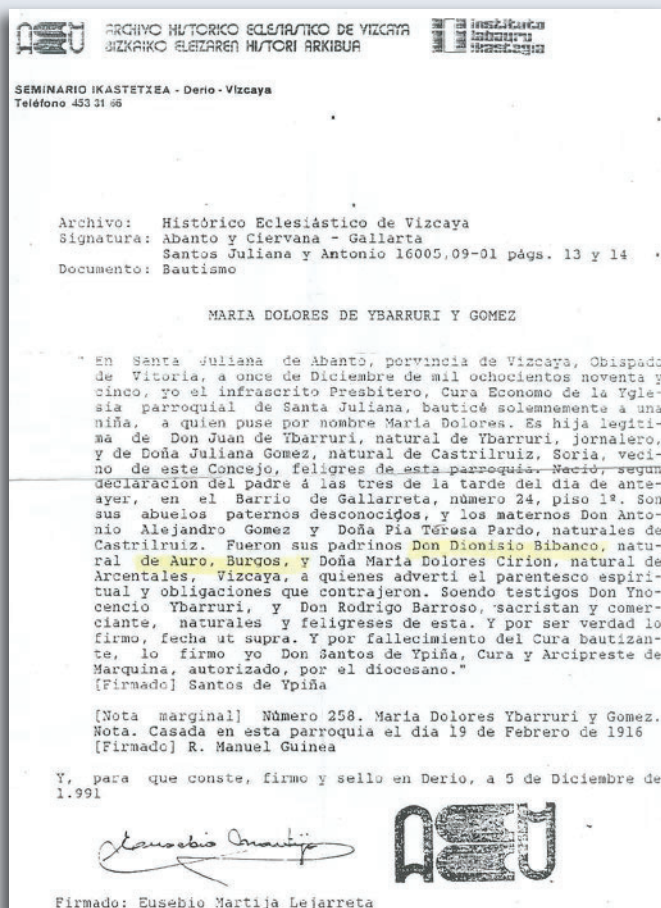 ARCHIVO HISTORICO ECLESIASTICO DE VIZCAYA
BIZKAIKO ELEIZAREN HISTORI ARKIBUA
instituto
labayru
ikastegia
SEMINARIO IKASTETXEA - Derio - Vizcaya
Teléfono 453 31 66
Archivo: Histórico Eclesiástico de Vizcaya
Signatura: Abanto y Ciervana - Gallarta
Santos Juliana y Antonio 16005,09-01 págs. 13 y 14
Documento: Bautismo
MARIA DOLORES DE YBARRURI Y GOMEZ
"En Santa Juliana de Abanto, porvincia de Vizcaya, Obispado
de Vitoria, a once de Diciembre de mil ochocientos noventa y
cinco, yo el infrascrito Presbitero, Cura Economo de la Ygle-
sia parroquial de Santa Juliana, bauticé solemnemente a una
niña, a quien puse por nombre Maria Dolores. Es hija legiti-
ma de Don Juan de Ybarruri, natural de Ybarruri, jornalero,
y de Doña Juliana Gomez, natural de Castrilruiz, Soria, veci-
no de este Concejo, feligres de esta parroquia. Nació, segun
declaración del padre á las tres de la tarde del dia de ante-
ayer, en el Barrio de Gallarreta, número 24, piso 1º. Son
sus abuelos paternos desconocidos, y los maternos Don Anto-
nio Alejandro Gomez y Doña Pia Teresa Pardo, naturales de
Castrilruiz. Fueron sus padrinos Don Dionisio Bibanco, natu-
ral de Auro, Burgos, y Doña Maria Dolores Cirion, natural de
Arcentales, Vizcaya, a quienes adverti el parentesco espiri-
tual y obligaciones que contrajeron. Soendo testigos Don Yno-
cencio Ybarruri, y Don Rodrigo Barroso, sacristan y comer-
ciante, naturales y feligreses de esta. Y por ser verdad lo
firmo, fecha ut supra. Y por fallecimiento del Cura bautizan-
te, lo firmo yo Don Santos de Ypiña, Cura y Arcipreste de
Marquina, autorizado, por el diocesano."
[Firmado] Santos de Ypiña
[Nota marginal] Número 258. Maria Dolores Ybarruri y Gomez.
Nota. Casada en esta parroquia el dia 19 de Febrero de 1916
[Firmado] R. Manuel Guinea
Y, para que conste, firmo y sello en Derio, a 5 de Diciembre de
1.991
Eusebio Martija
Firmado: Eusebio Martija Lejarreta